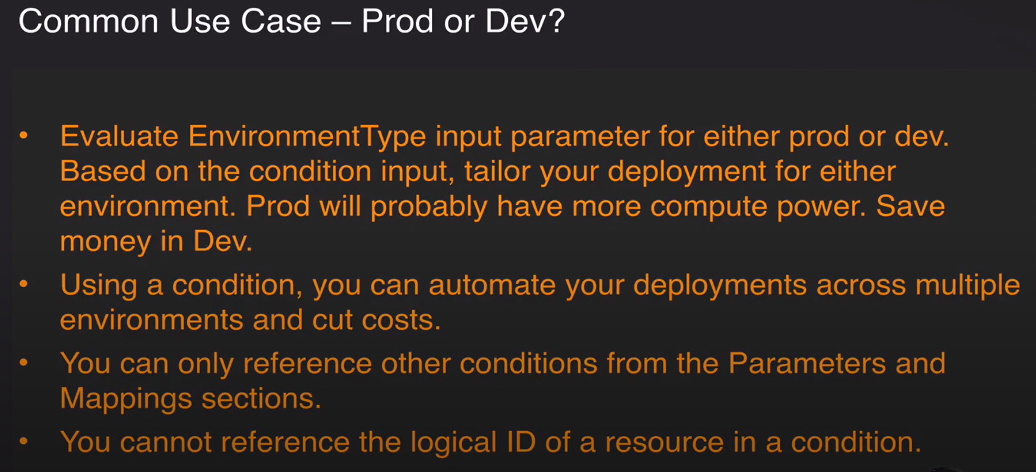 Common Use Case – Prod or Dev?
• Evaluate EnvironmentType input parameter for either prod or dev.
Based on the condition input, tailor your deployment for either
environment. Prod will probably have more compute power. Save
money in Dev.
• Using a condition, you can automate your deployments across multiple
environments and cut costs.
• You can only reference other conditions from the Parameters and
Mappings sections.
• You cannot reference the logical ID of a resource in a condition.